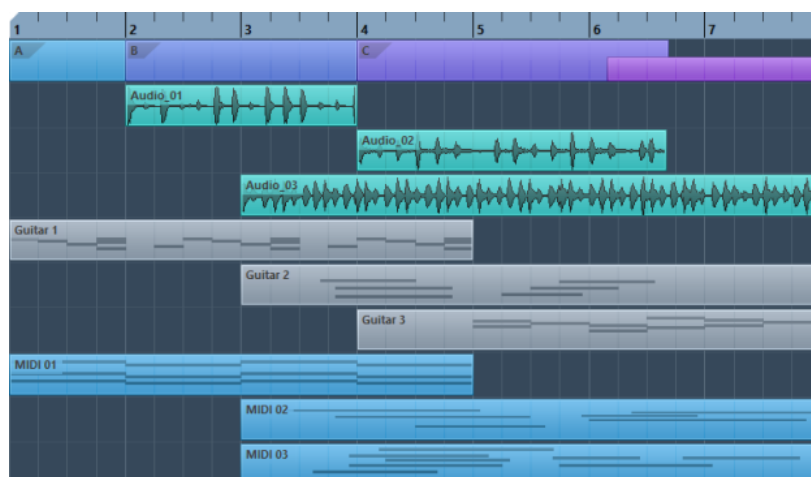 1 2 3 4 5 6 7
A B C
Audio_01
Audio_02
Audio_03
Guitar 1
Guitar 2
Guitar 3
MIDI 01
MIDI 02
MIDI 03